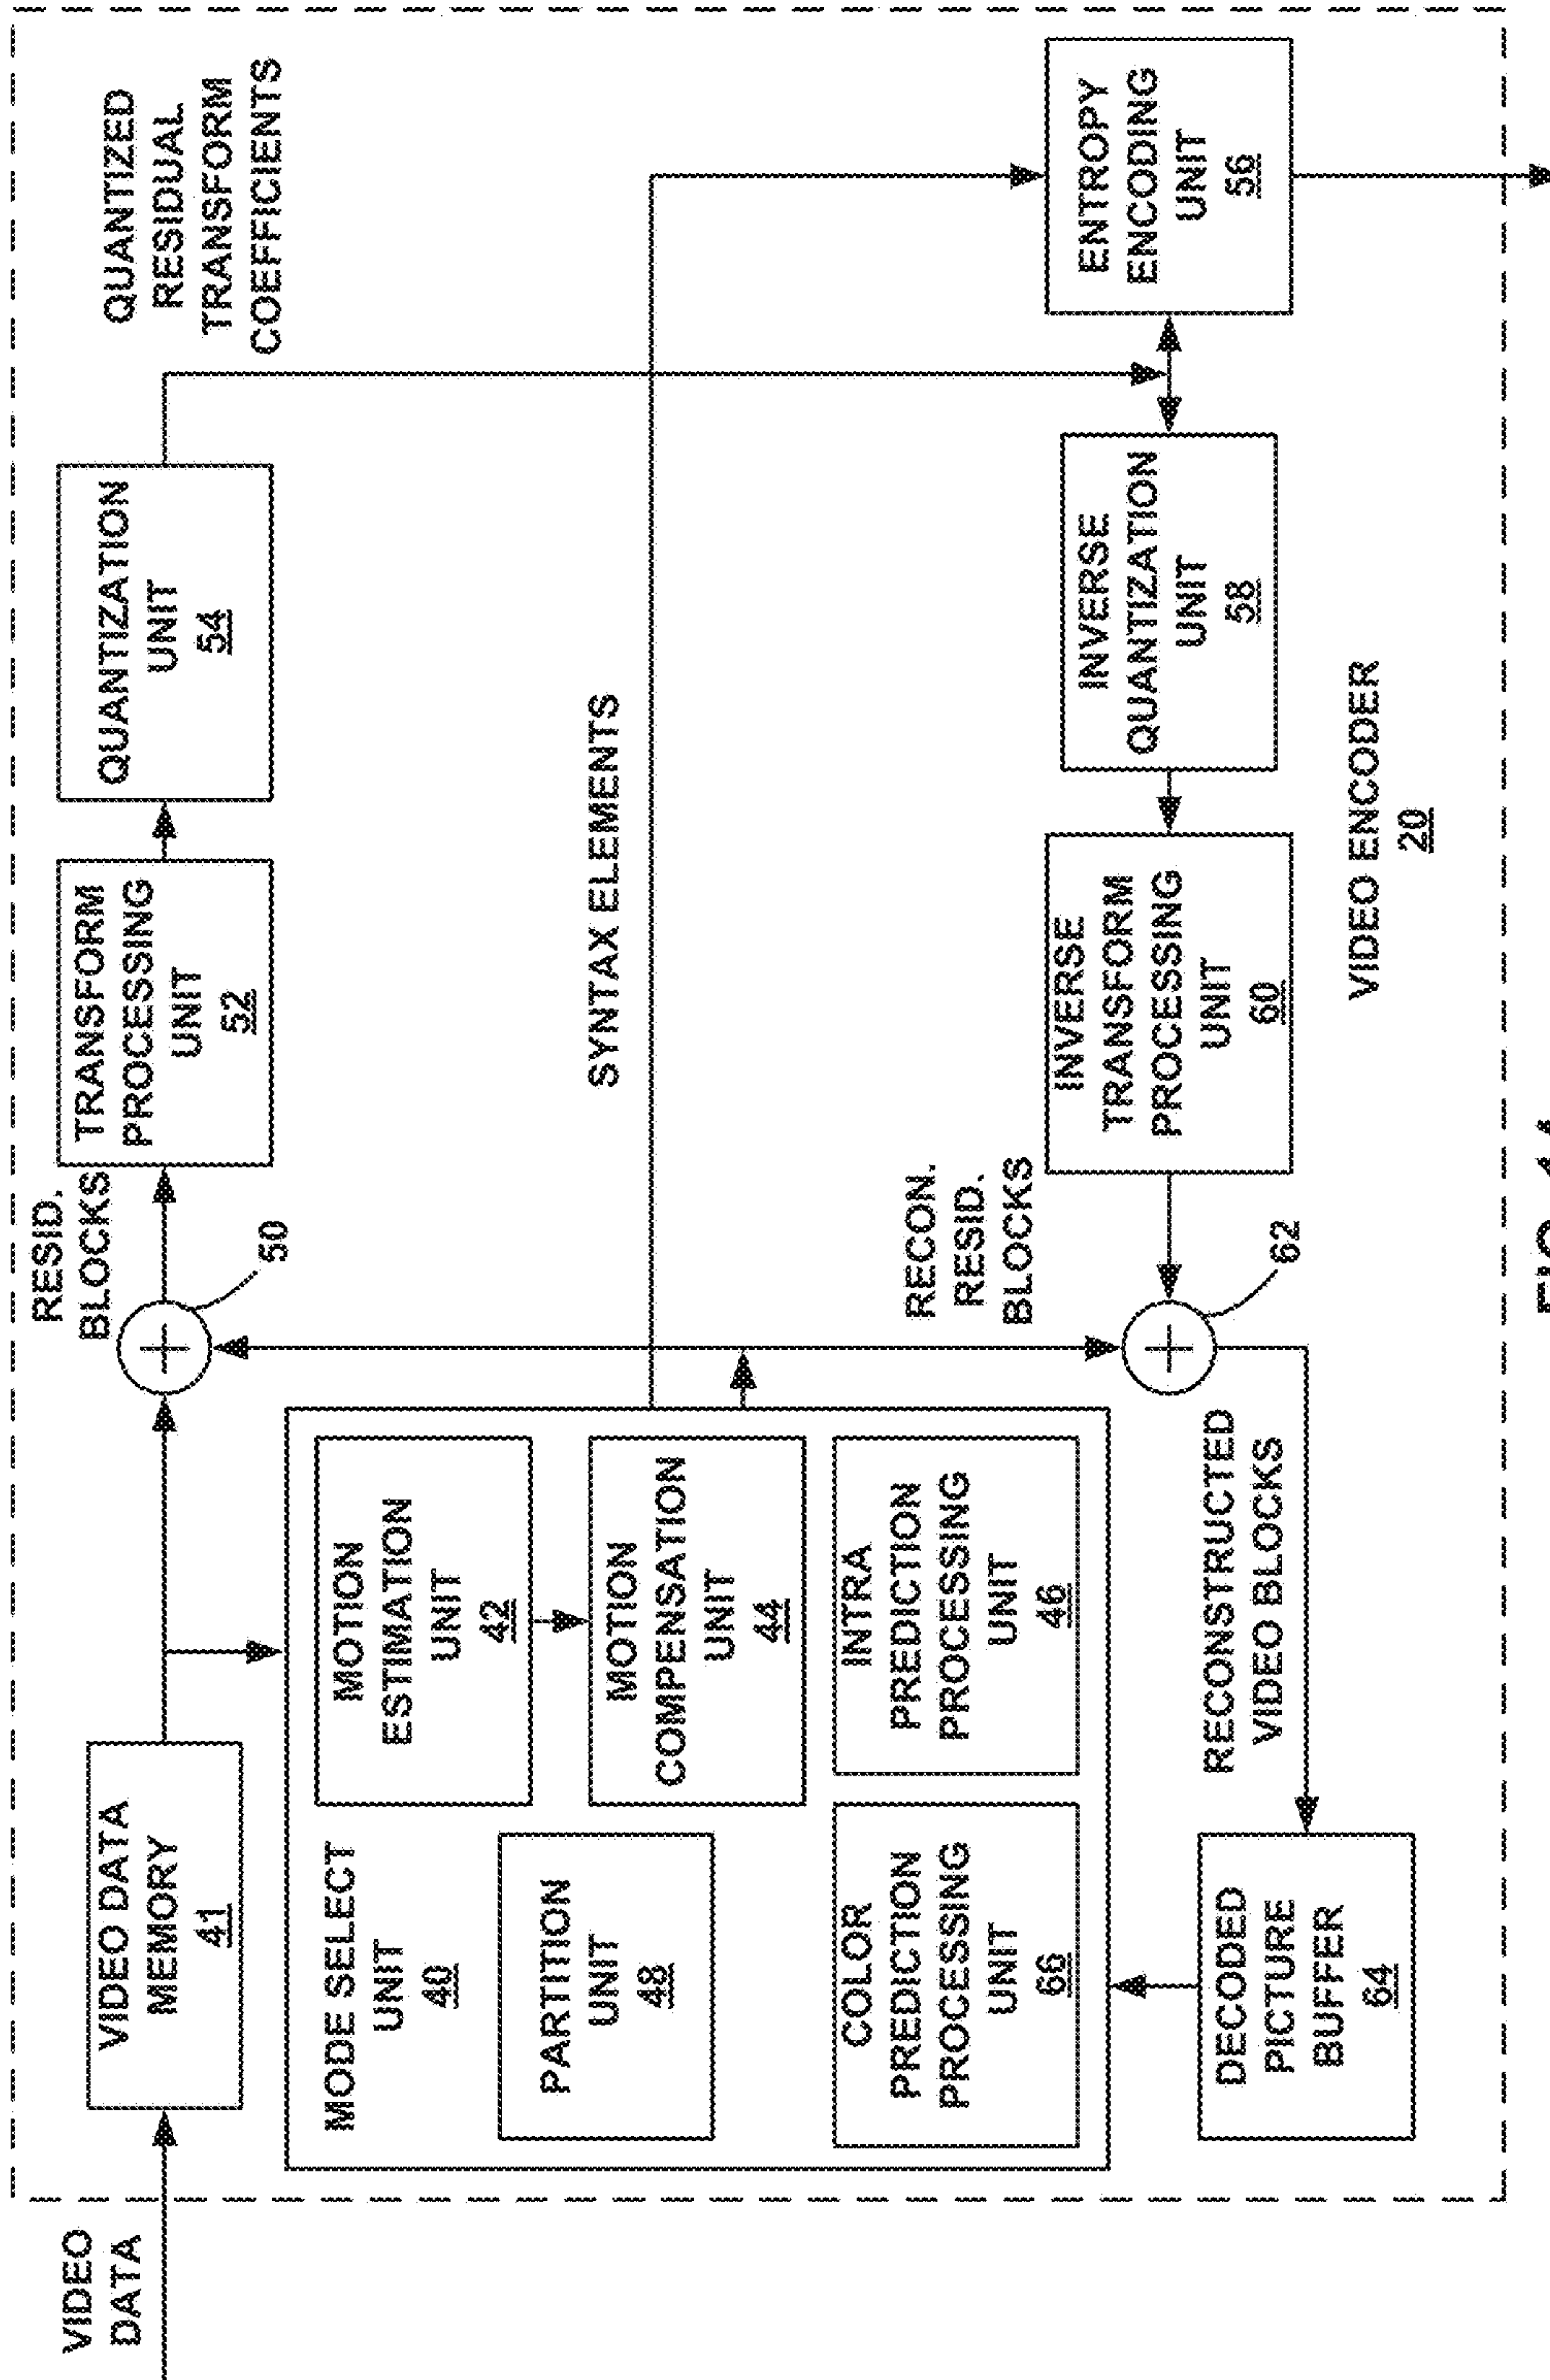 VIDEO
DATA
VIDEO DATA
MEMORY
41
RESID.
BLOCKS
50
TRANSFORM
PROCESSING
UNIT
52
QUANTIZATION
UNIT
54
QUANTIZED
RESIDUAL
TRANSFORM
COEFFICIENTS
MODE SELECT
UNIT
40
MOTION
ESTIMATION
UNIT
42
PARTITION
UNIT
48
MOTION
COMPENSATION
UNIT
44
COLOR
PREDICTION
PROCESSING
UNIT
66
INTRA
PREDICTION
PROCESSING
UNIT
46
SYNTAX ELEMENTS
RECON.
RESID.
BLOCKS
62
INVERSE
TRANSFORM
PROCESSING
UNIT
60
INVERSE
QUANTIZATION
UNIT
58
ENTROPY
ENCODING
UNIT
56
RECONSTRUCTED
VIDEO BLOCKS
DECODED
PICTURE
BUFFER
64
VIDEO ENCODER
20